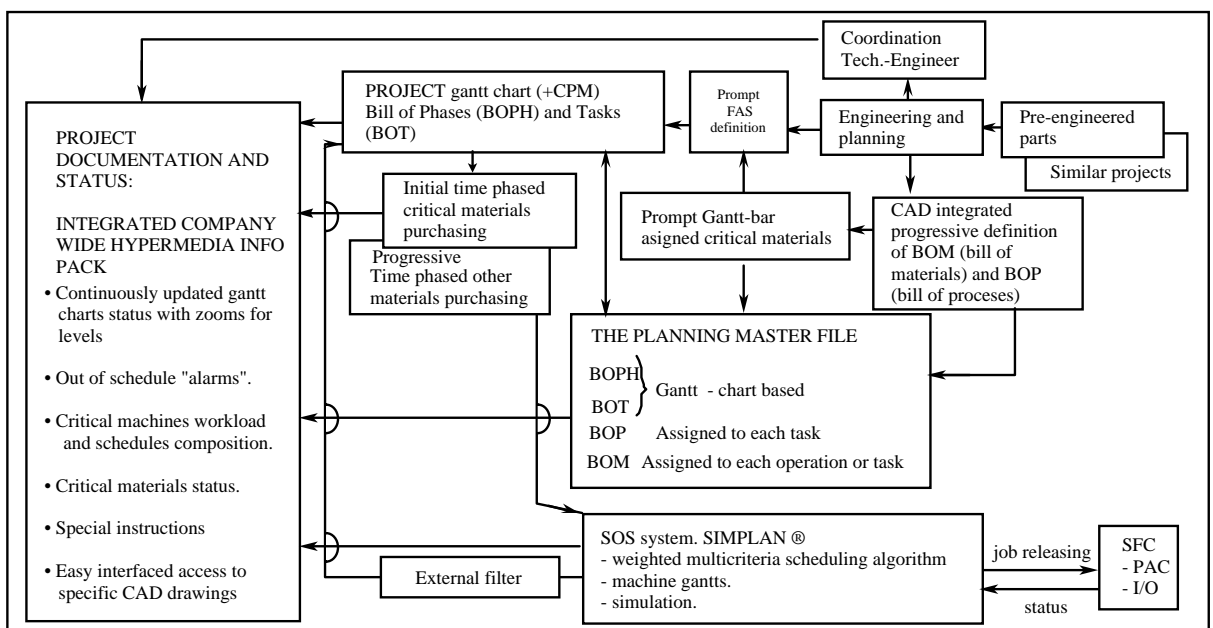 Coordination
Tech.-Engineer
PROJECT gantt chart (+CPM)
Bill of Phases (BOPH) and Tasks
(BOT)
Prompt
FAS
definition
Engineering and
planning
Pre-engineered
parts
Similar projects
PROJECT
DOCUMENTATION AND
STATUS:
INTEGRATED COMPANY
WIDE HYPERMEDIA INFO
PACK
• Continuously updated gantt
charts status with zooms for
levels
• Out of schedule "alarms".
• Critical machines workload
and schedules composition.
• Critical materials status.
• Special instructions
• Easy interfaced access to
specific CAD drawings
Initial time phased
critical materials
purchasing
Progressive
Time phased other
materials purchasing
Prompt Gantt-bar
asigned critical materials
CAD integrated
progressive definition
of BOM (bill of
materials) and BOP
(bill of proceses)
THE PLANNING MASTER FILE
BOPH
BOT
Gantt - chart based
BOP Assigned to each task
BOM Assigned to each operation or task
SOS system. SIMPLAN ®
- weighted multicriteria scheduling algorithm
- machine gantts.
- simulation.
External filter
job releasing
status
SFC
- PAC
- I/O